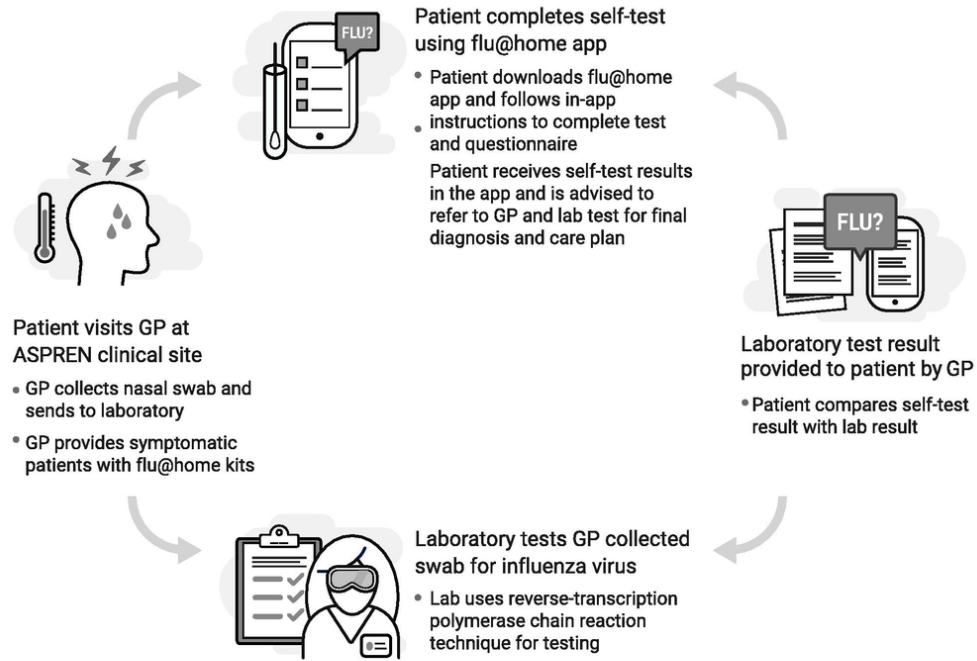 FLU?
Patient completes self-test
using flu@home app
• Patient downloads flu@home
app and follows in-app
• instructions to complete test
and questionnaire
Patient receives self-test results
in the app and is advised to
refer to GP and lab test for final
diagnosis and care plan
Patient visits GP at
ASPREN clinical site
• GP collects nasal swab and
sends to laboratory
• GP provides symptomatic
patients with flu@home kits
FLU?
Laboratory test result
provided to patient by GP
• Patient compares self-test
result with lab result
Laboratory tests GP collected
swab for influenza virus
• Lab uses reverse-transcription
polymerase chain reaction
technique for testing